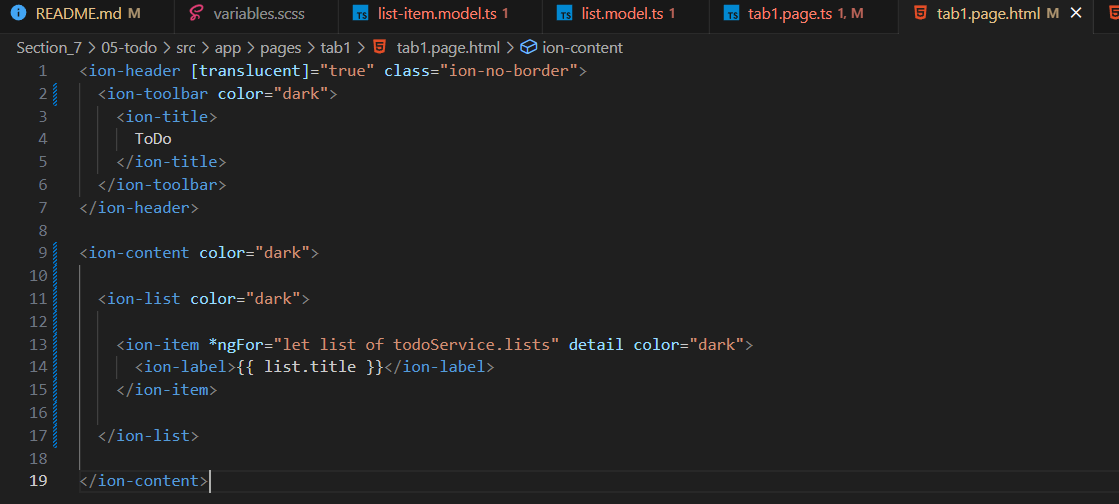 README.md M variables.scss TS list-item.model.ts 1 TS list.model.ts 1 TS tab1.page.ts 1, M tab1.page.html M
Section_7 > 05-todo > src > app > pages > tab1 > tab1.page.html > ion-content
1 <ion-header [translucent]="true" class="ion-no-border">
2 <ion-toolbar color="dark">
3 <ion-title>
4 ToDo
5 </ion-title>
6 </ion-toolbar>
7 </ion-header>
8
9 <ion-content color="dark">
10
11 <ion-list color="dark">
12
13 <ion-item *ngFor="let list of todoService.lists" detail color="dark">
14 <ion-label>{{ list.title }}</ion-label>
15 </ion-item>
16
17 </ion-list>
18
19 </ion-content>